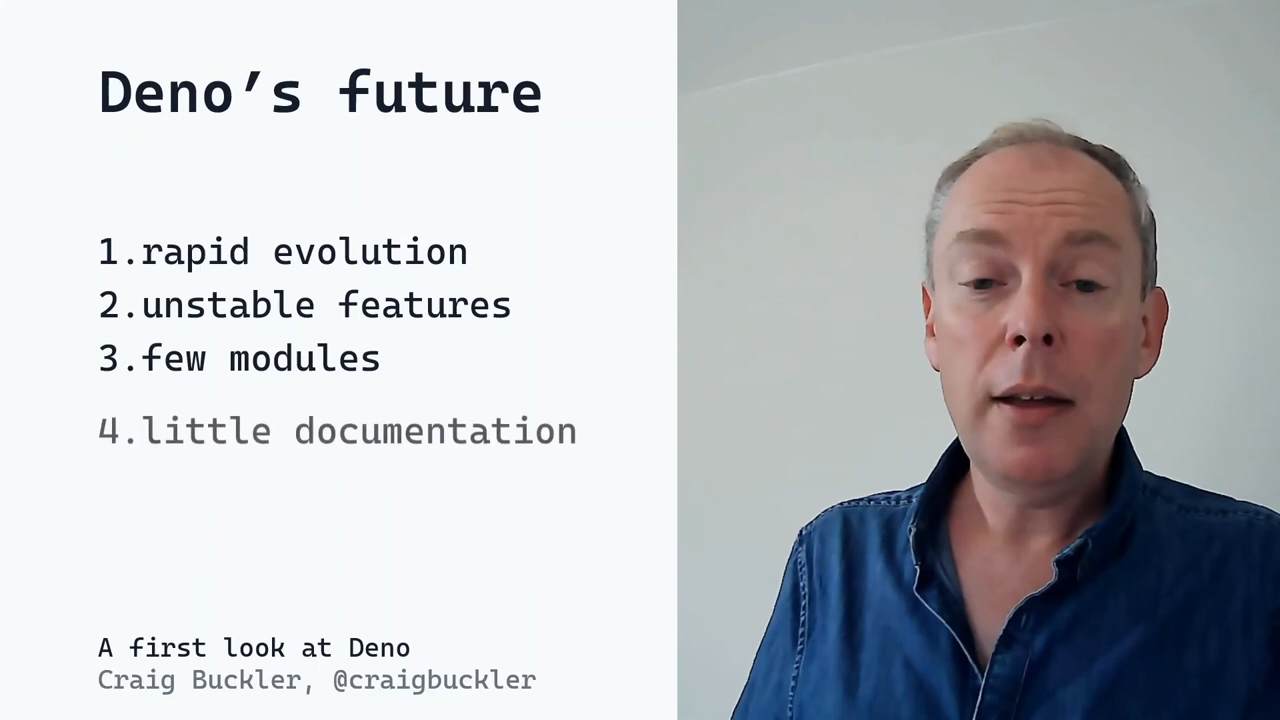 Deno’s future
1.rapid evolution
2.unstable features
3.few modules
4.little documentation
A first look at Deno
Craig Buckler, @craigbuckler